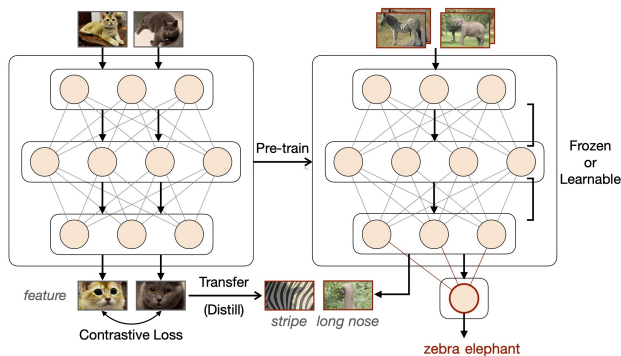 Pre-train
Frozen
or
Learnable
feature
Transfer
(Distill)
Contrastive Loss
stripe
long nose
zebra elephant